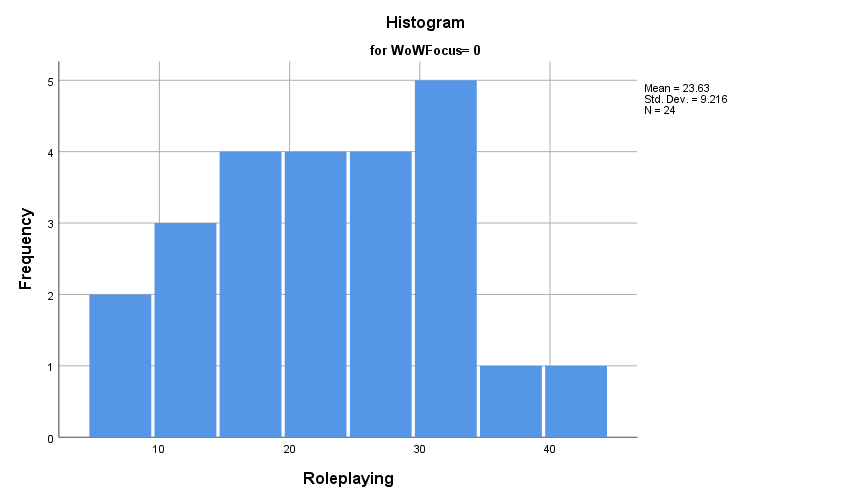 Histogram
for WoWFocus= 0
Mean = 23.63
Std. Dev. = 9.216
N = 24
Frequency
5
4
3
2
1
0
10 20 30 40
Roleplaying